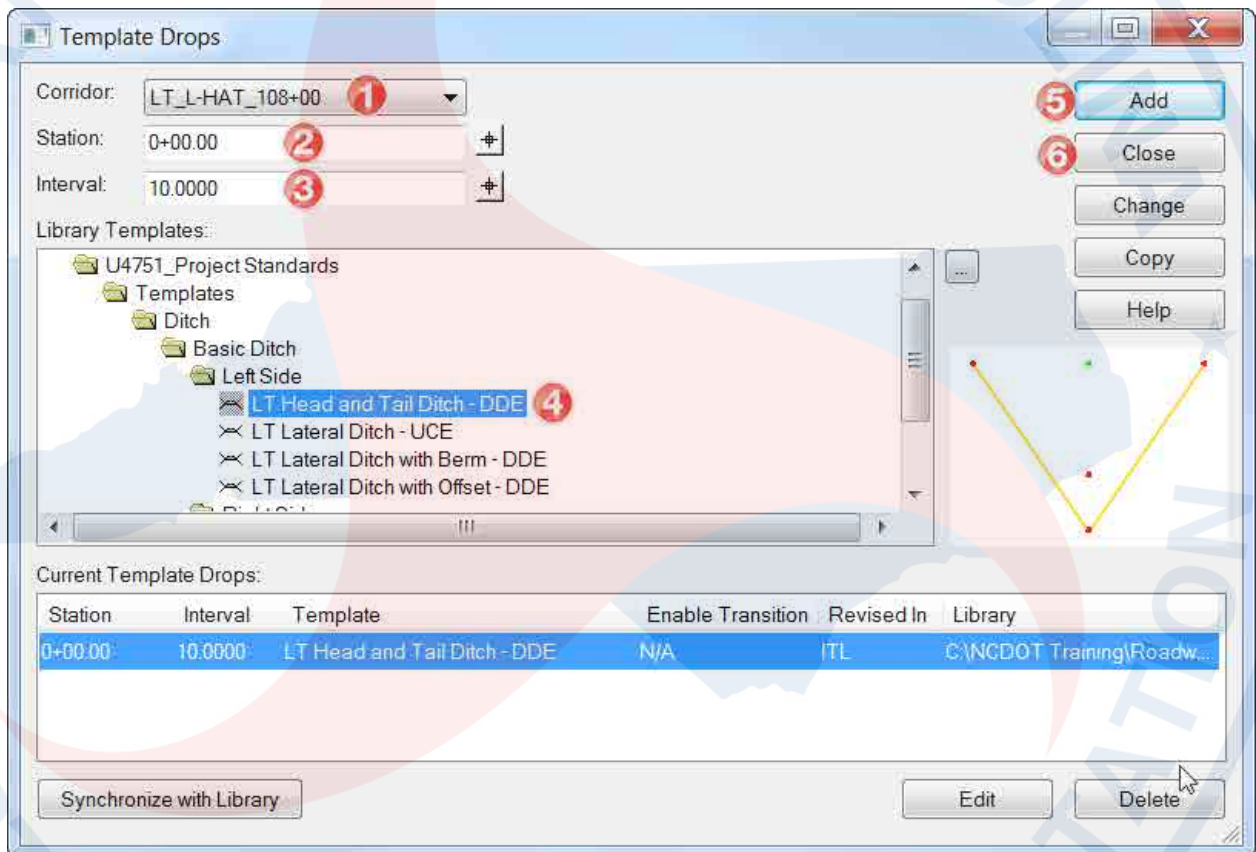 Template Drops
Corridor: LT_L-HAT_108+00 1
Station: 0+00.00 2
Interval: 10.0000 3
5 Add
6 Close
Change
Copy
Help
Library Templates:
U4751_Project Standards
Templates
Ditch
Basic Ditch
Left Side
LT Head and Tail Ditch - DDE 4
LT Lateral Ditch - UCE
LT Lateral Ditch with Berm - DDE
LT Lateral Ditch with Offset - DDE
...
Current Template Drops:
Station Interval Template Enable Transition Revised In Library
0+00.00 10.0000 LT Head and Tail Ditch - DDE N/A ITL C:\NCDOT Training\Roadw...
Synchronize with Library Edit Delete
ATION